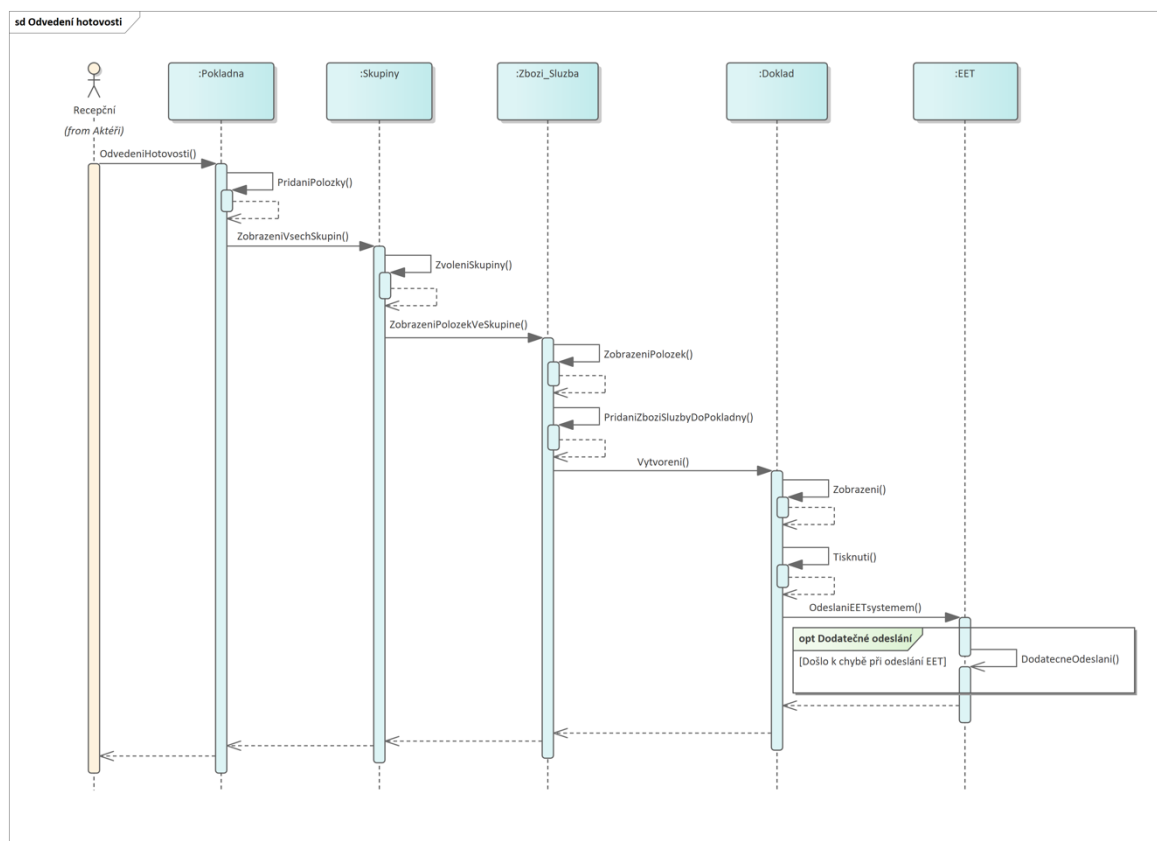 sd Odvedení hotovosti
:Pokladna
:Skupiny
:Zbozi_Sluzba
:Doklad
:EET
Recepční
(from Aktéři)
OdvedeniHotovosti()
PridaniPolozky()
ZobrazeniVsechSkupin()
ZvoleniSkupiny()
ZobrazeniPolozekVeSkupine()
ZobrazeniPolozek()
PridaniZboziSluzbyDoPokladny()
Vytvoreni()
Zobrazeni()
Tisknuti()
OdeslaniEETsystemem()
opt Dodatečné odeslání
[Došlo k chybě při odeslání EET]
DodatecneOdeslani()